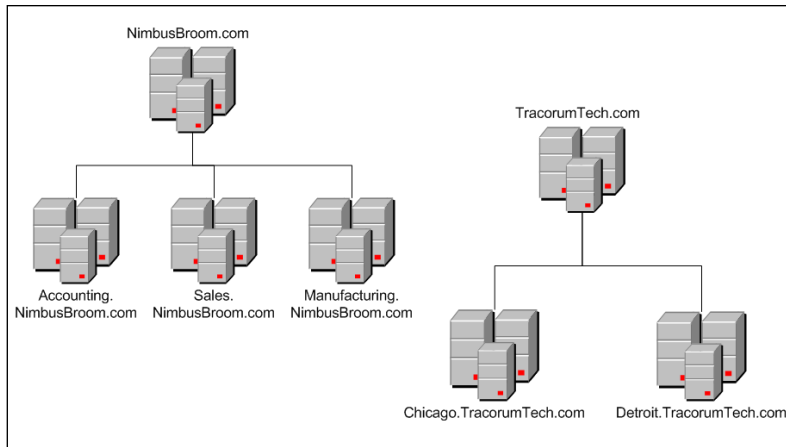 NimbusBroom.com
TracorumTech.com
Accounting.
NimbusBroom.com
Sales.
NimbusBroom.com
Manufacturing.
NimbusBroom.com
Chicago.TracorumTech.com
Detroit.TracorumTech.com